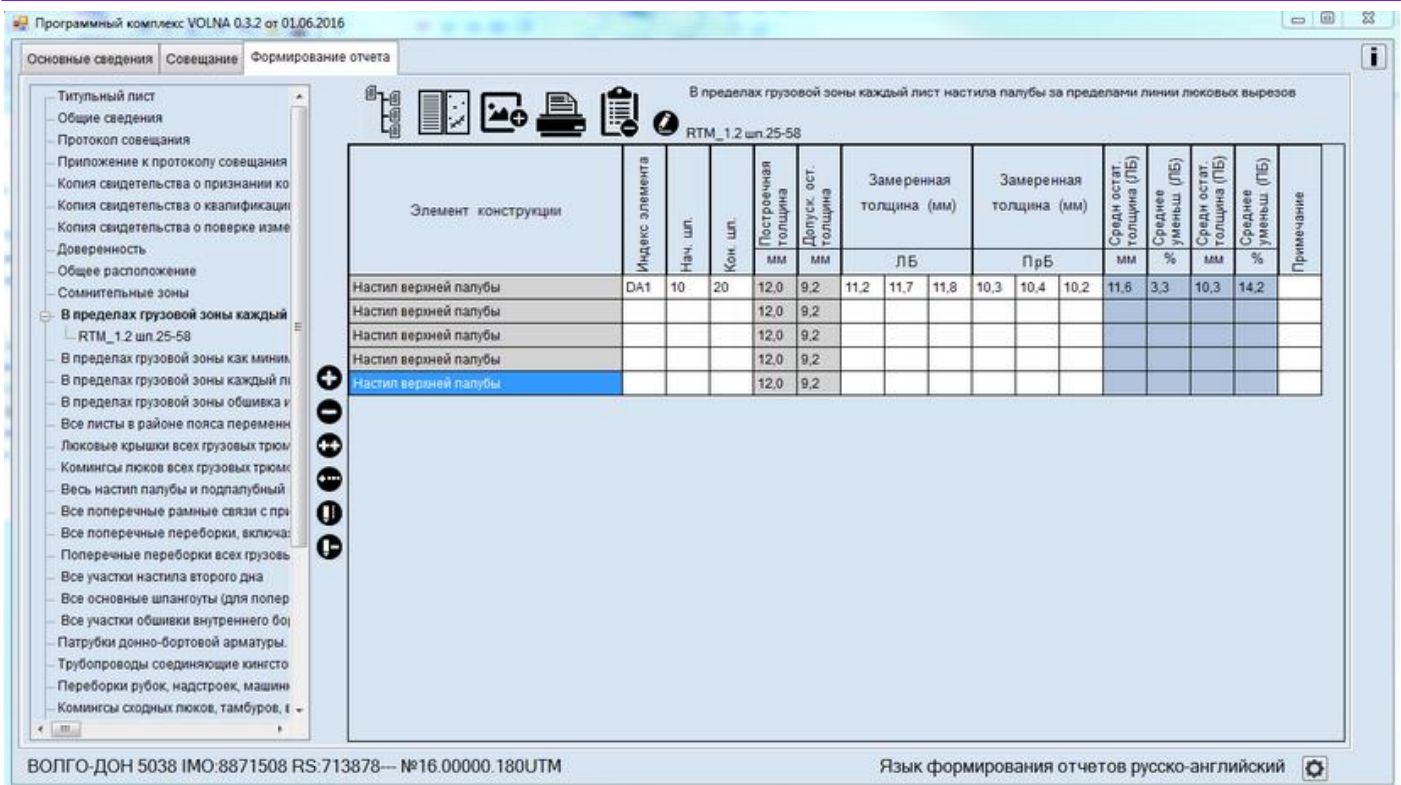 Программный комплекс VOLNA 0.3.2 от 01.06.2016
Основные сведения Совещание Формирование отчета
Титульный лист
Общие сведения
Протокол совещания
Приложение к протоколу совещания
Копия свидетельства о признании ко
Копия свидетельства о квалификаци
Копия свидетельства о поверке изме
Доверенность
Общее расположение
Сомнительные зоны
В пределах грузовой зоны каждый
RTM_1.2 шп.25-58
В пределах грузовой зоны как миним
В пределах грузовой зоны каждый ли
В пределах грузовой зоны обшивка и
Все листы в районе пояса переменн
Люковые крышки всех грузовых трюм
Комингсы люков всех грузовых трюмо
Весь настил палубы и подпалубный
Все поперечные рамные связи с при
Все поперечные переборки, включа
Поперечные переборки всех грузовы
Все участки настила второго дна
Все основные шпангоуты (для попер
Все участки обшивки внутреннего бор
Патрубки донно-бортовой арматуры.
Трубопроводы соединяющие кингсто
Переборки рубок, надстроек, машинн
Комингсы сходных люков, тамбуров, в
В пределах грузовой зоны каждый лист настила палубы за пределами линии люковых вырезов
RTM_1.2 шп.25-58
Элемент конструкции
Индекс элемента
Нач. шп.
Кон. шп.
Построечная толщина
Допуск. ост. толщина
Замеренная толщина (мм)
Замеренная толщина (мм)
Средн остат. толщина (ЛБ)
Среднее уменьш. (ЛБ)
Средн остат. толщина (ПБ)
Среднее уменьш. (ПБ)
Примечание
мм мм ЛБ ПрБ мм % мм %
Настил верхней палубы DA1 10 20 12,0 9,2 11,2 11,7 11,8 10,3 10,4 10,2 11,6 3,3 10,3 14,2
Настил верхней палубы 12,0 9,2
Настил верхней палубы 12,0 9,2
Настил верхней палубы 12,0 9,2
Настил верхней палубы 12,0 9,2
ВОЛГО-ДОН 5038 IMO:8871508 RS:713878--- №16.00000.180UTM
Язык формирования отчетов русско-английский